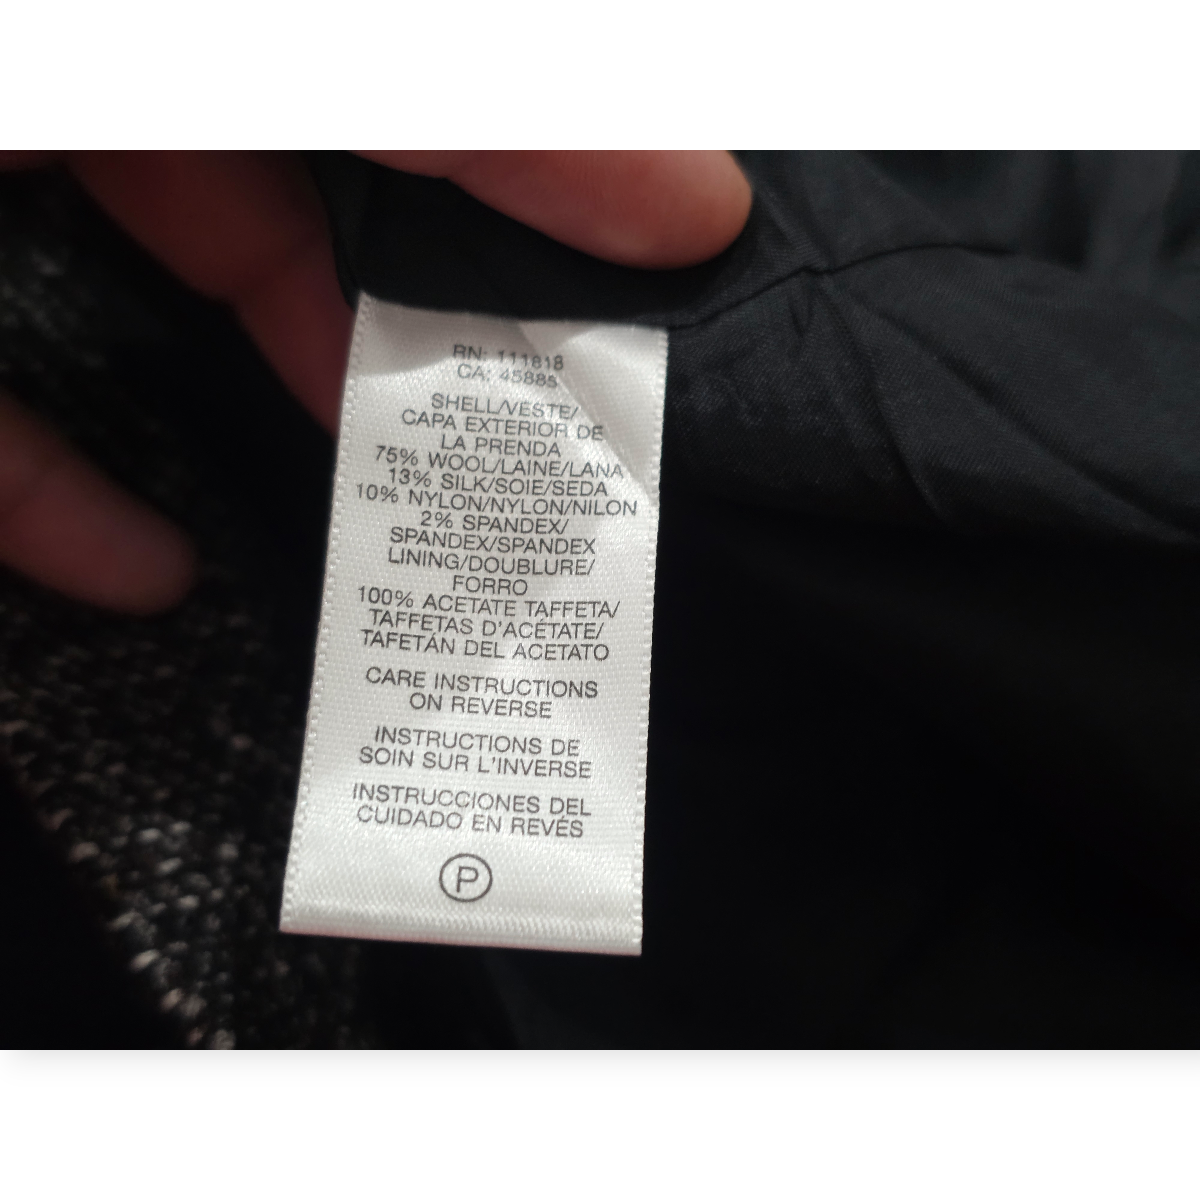 RN: 111818
CA: 45885
SHELL/VESTE/
CAPA EXTERIOR DE
LA PRENDA
75% WOOL/LAINE/LANA
13% SILK/SOIE/SEDA
10% NYLON/NYLON/NILON
2% SPANDEX/
SPANDEX/SPANDEX
LINING/DOUBLURE/
FORRO
100% ACETATE TAFFETA/
TAFFETAS D'ACÉTATE/
TAFETÁN DEL ACETATO
CARE INSTRUCTIONS
ON REVERSE
INSTRUCTIONS DE
SOIN SUR L'INVERSE
INSTRUCCIONES DEL
CUIDADO EN REVÉS
P